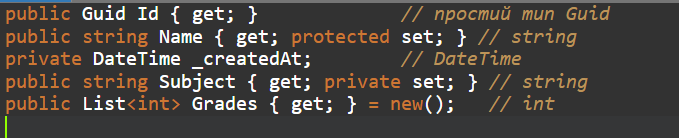 public Guid Id { get; } // простий тип Guid
public string Name { get; protected set; } // string
private DateTime _createdAt; // DateTime
public string Subject { get; private set; } // string
public List<int> Grades { get; } = new(); // int